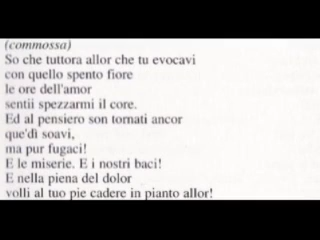 (commossa)
So che tuttora allor che tu evocavi
con quello spento fiore
le ore dell'amor
sentii spezzarmi il core.
Ed al pensiero son tornati ancor
que'dì soavi,
ma pur fugaci!
E le miserie. E i nostri baci!
E nella piena del dolor
volli al tuo pie cadere in pianto allor!